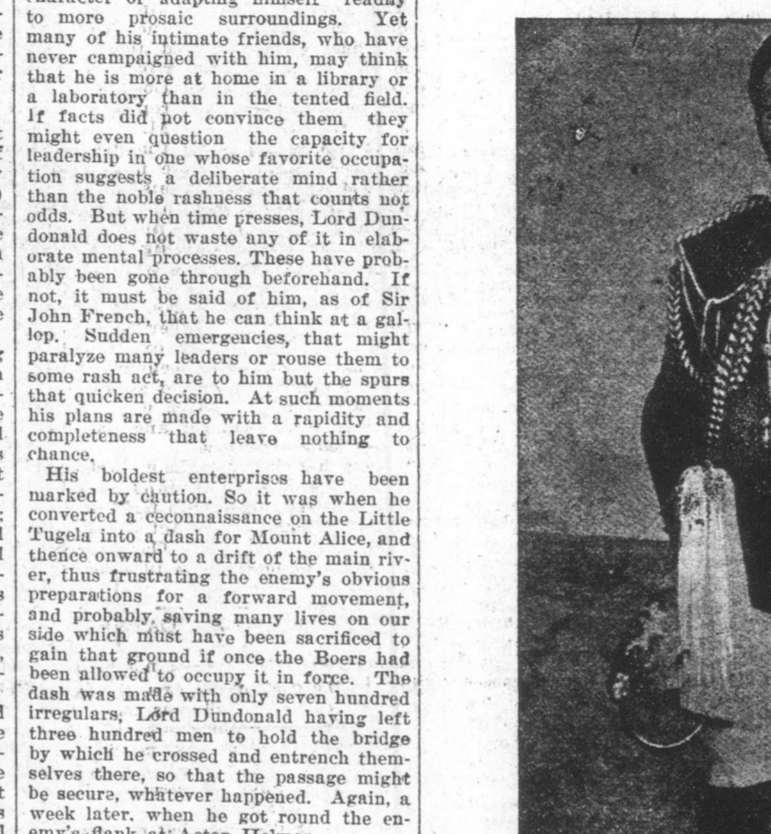 character of adapting himself readily
to more prosaic surroundings. Yet
many of his intimate friends, who have
never campaigned with him, may think
that he is more at home in a library or
a laboratory than in the tented field.
If facts did not convince them they
might even question the capacity for
leadership in one whose favorite occupa-
tion suggests a deliberate mind rather
than the noble rashness that counts not
odds. But when time presses, Lord Dun-
donald does not waste any of it in elab-
orate mental processes. These have prob-
ably been gone through beforehand. If
not, it must be said of him, as of Sir
John French, that he can think at a gal-
lop. Sudden emergencies, that might
paralyze many leaders or rouse them to
some rash act, are to him but the spurs
that quicken decision. At such moments
his plans are made with a rapidity and
completeness that leave nothing to
chance.
His boldest enterprises have been
marked by caution. So it was when he
converted a ceconnaissance on the Little
Tugela into a dash for Mount Alice, and
thence onward to a drift of the main riv-
er, thus frustrating the enemy's obvious
preparations for a forward movement,
and probably saving many lives on our
side which must have been sacrificed to
gain that ground if once the Boers had
been allowed to occupy it in force. The
dash was made with only seven hundred
irregulars, Lord Dundonald having left
three hundred men to hold the bridge
by which he crossed and entrench them-
selves there, so that the passage might
be secure, whatever happened. Again, a
week later, when he got round the en-
emy's flank at Acton Holmes